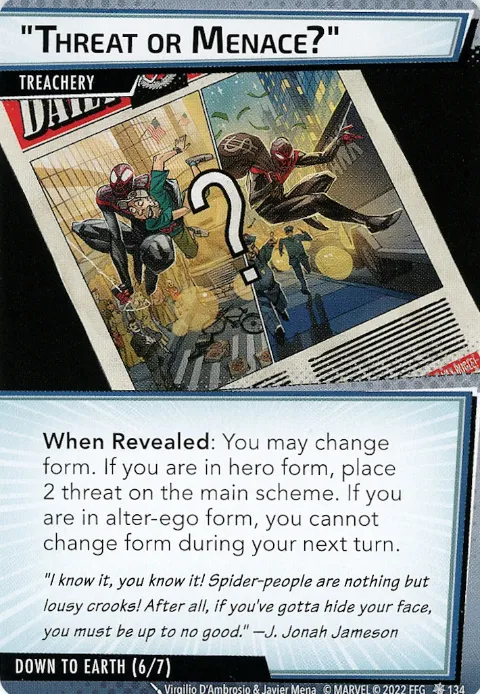 "THREAT OR MENACE?"
TREACHERY
DAIL
?
When Revealed: You may change
form. If you are in hero form, place
2 threat on the main scheme. If you
are in alter-ego form, you cannot
change form during your next turn.
"I know it, you know it! Spider-people are nothing but
lousy crooks! After all, if you've gotta hide your face,
you must be up to no good." —J. Jonah Jameson
DOWN TO EARTH (6/7)
Virgilio D'Ambrosio & Javier Mena © MARVEL © 2022 FFG 134